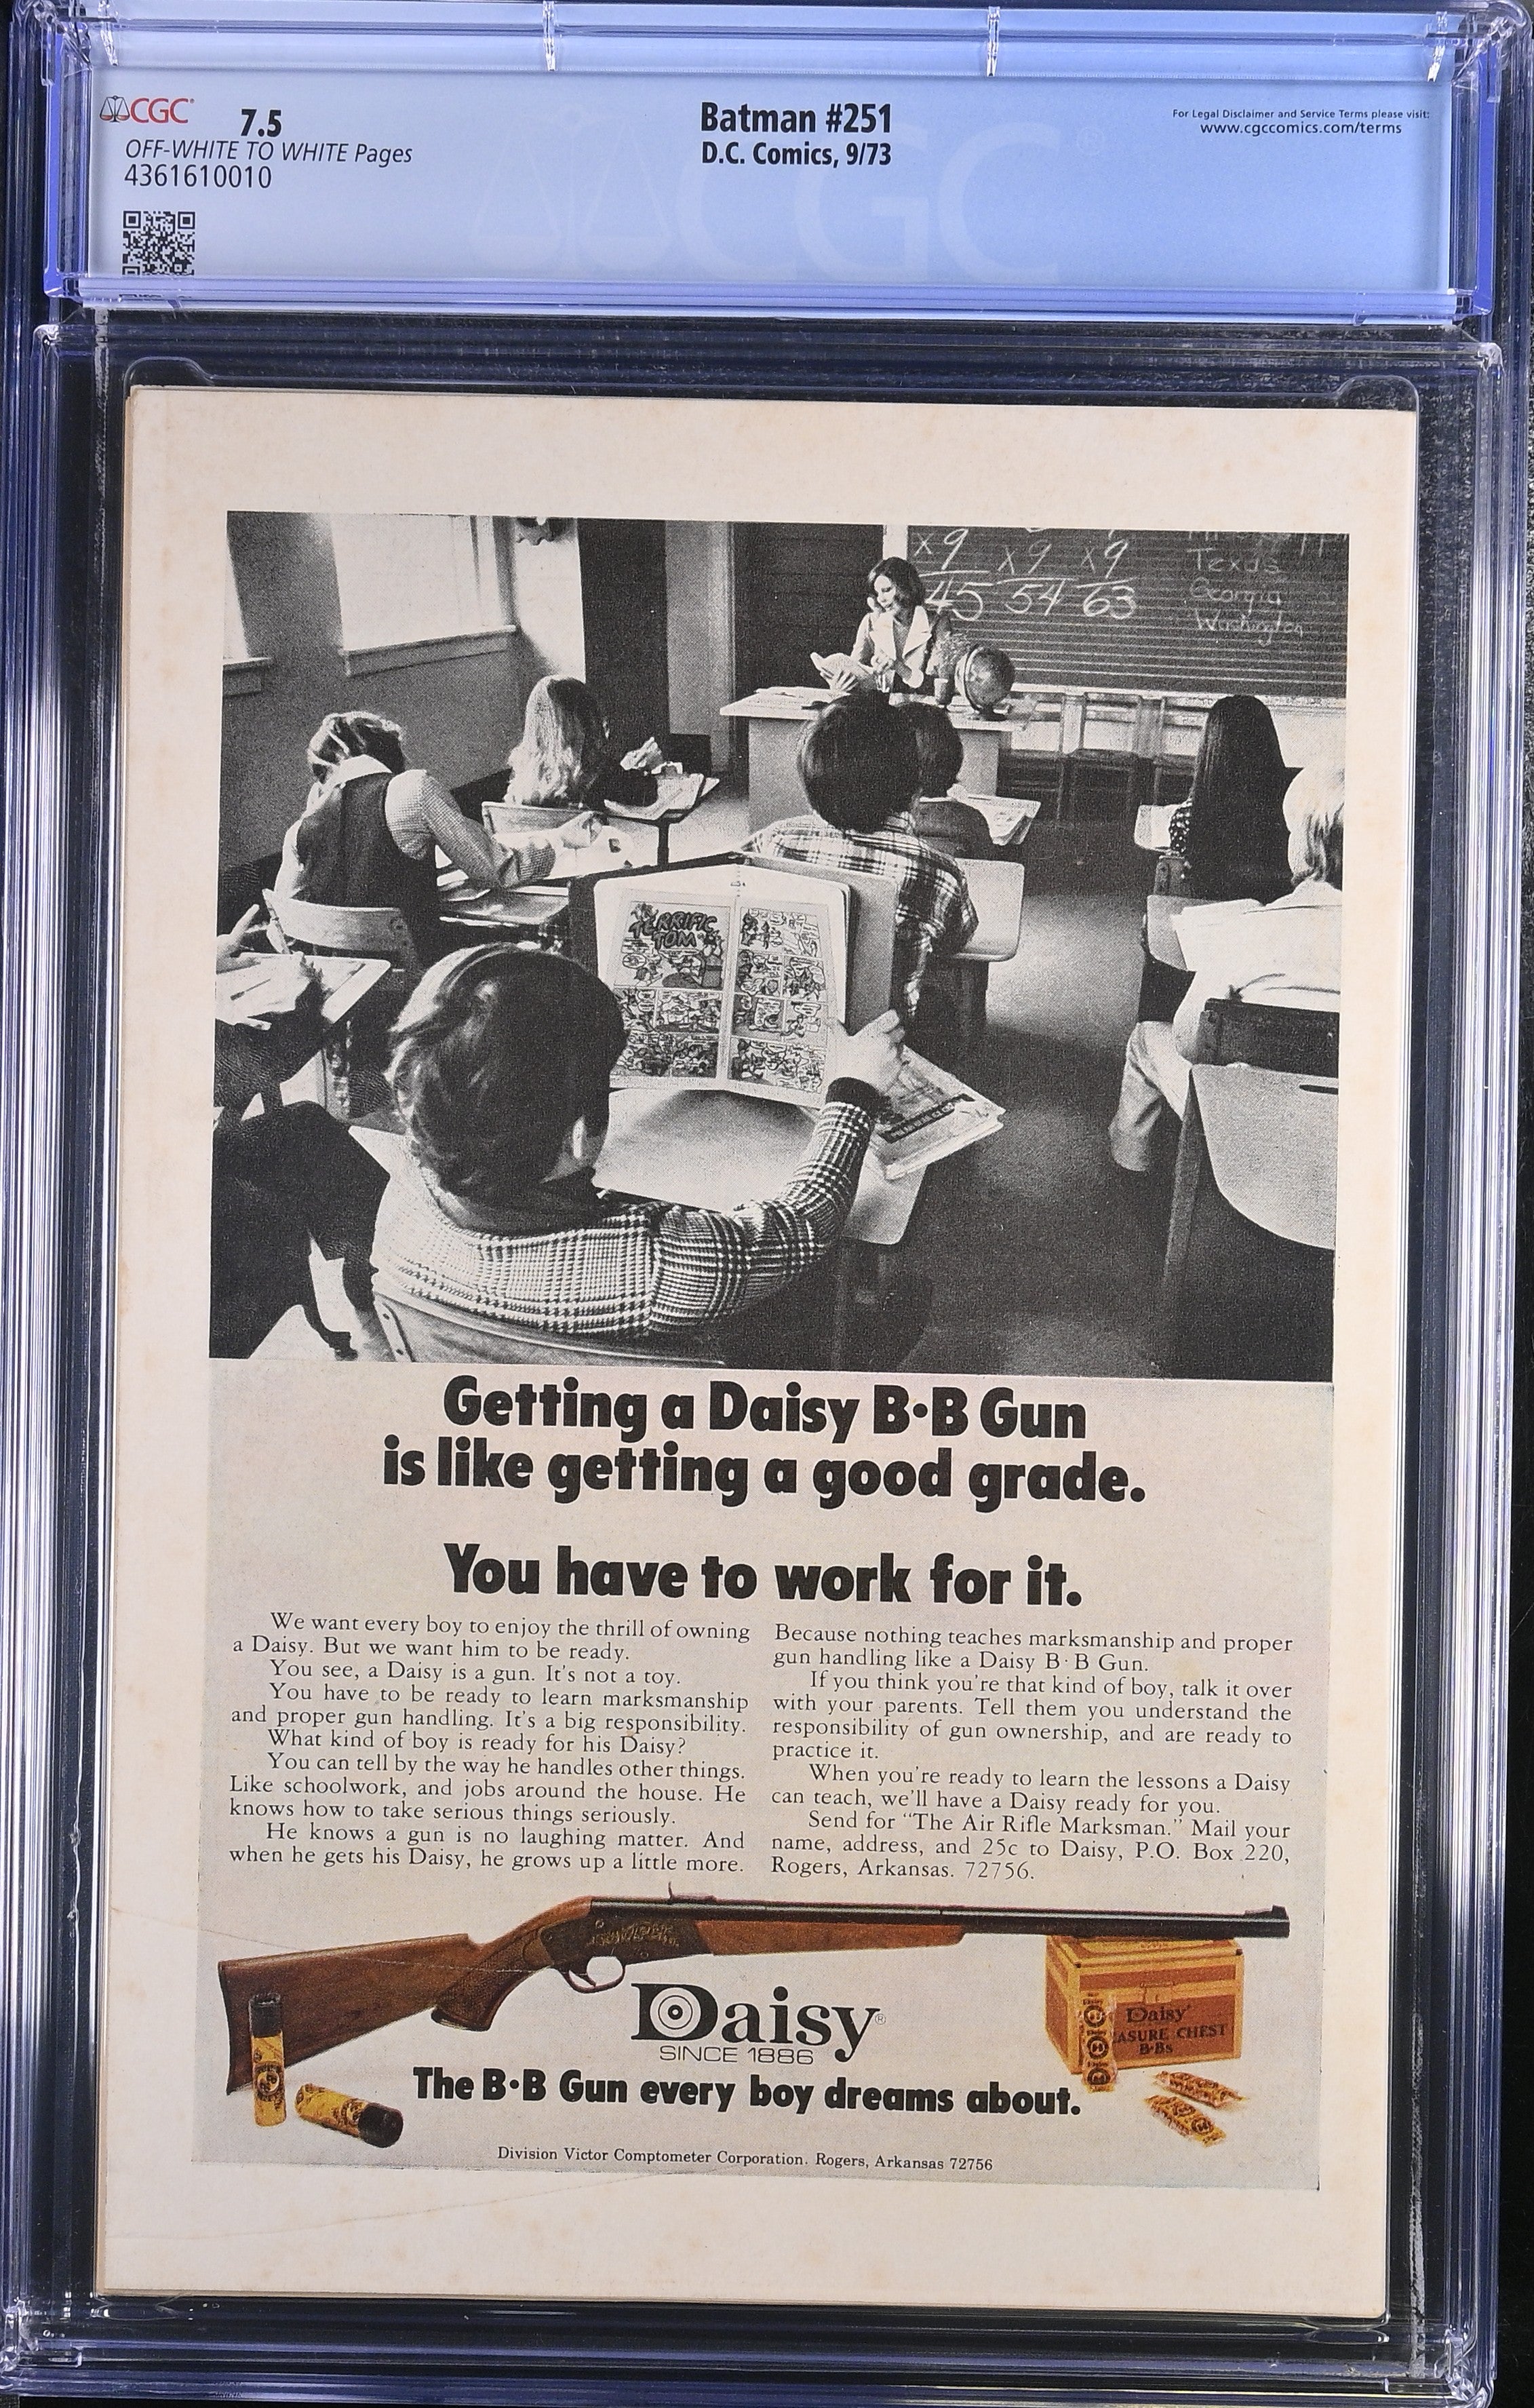 CGC
7.5
OFF-WHITE TO WHITE Pages
4361610010
Batman #251
D.C. Comics, 9/73
For Legal Disclaimer and Service Terms please visit:
www.cgccomics.com/terms
CGC®
x9 x9 x9
45 54 63
Texas
Georgia
Washington
TERRIFIC
TOM
Getting a Daisy B·B Gun
is like getting a good grade.
You have to work for it.
We want every boy to enjoy the thrill of owning
a Daisy. But we want him to be ready.
You see, a Daisy is a gun. It's not a toy.
You have to be ready to learn marksmanship
and proper gun handling. It's a big responsibility.
What kind of boy is ready for his Daisy?
You can tell by the way he handles other things.
Like schoolwork, and jobs around the house. He
knows how to take serious things seriously.
He knows a gun is no laughing matter. And
when he gets his Daisy, he grows up a little more.
Because nothing teaches marksmanship and proper
gun handling like a Daisy B·B Gun.
If you think you're that kind of boy, talk it over
with your parents. Tell them you understand the
responsibility of gun ownership, and are ready to
practice it.
When you're ready to learn the lessons a Daisy
can teach, we'll have a Daisy ready for you.
Send for "The Air Rifle Marksman." Mail your
name, address, and 25c to Daisy, P.O. Box 220,
Rogers, Arkansas. 72756.
Daisy®
SINCE 1886
Daisy
ASURE CHEST
B·Bs
The B·B Gun every boy dreams about.
Division Victor Comptometer Corporation. Rogers, Arkansas 72756